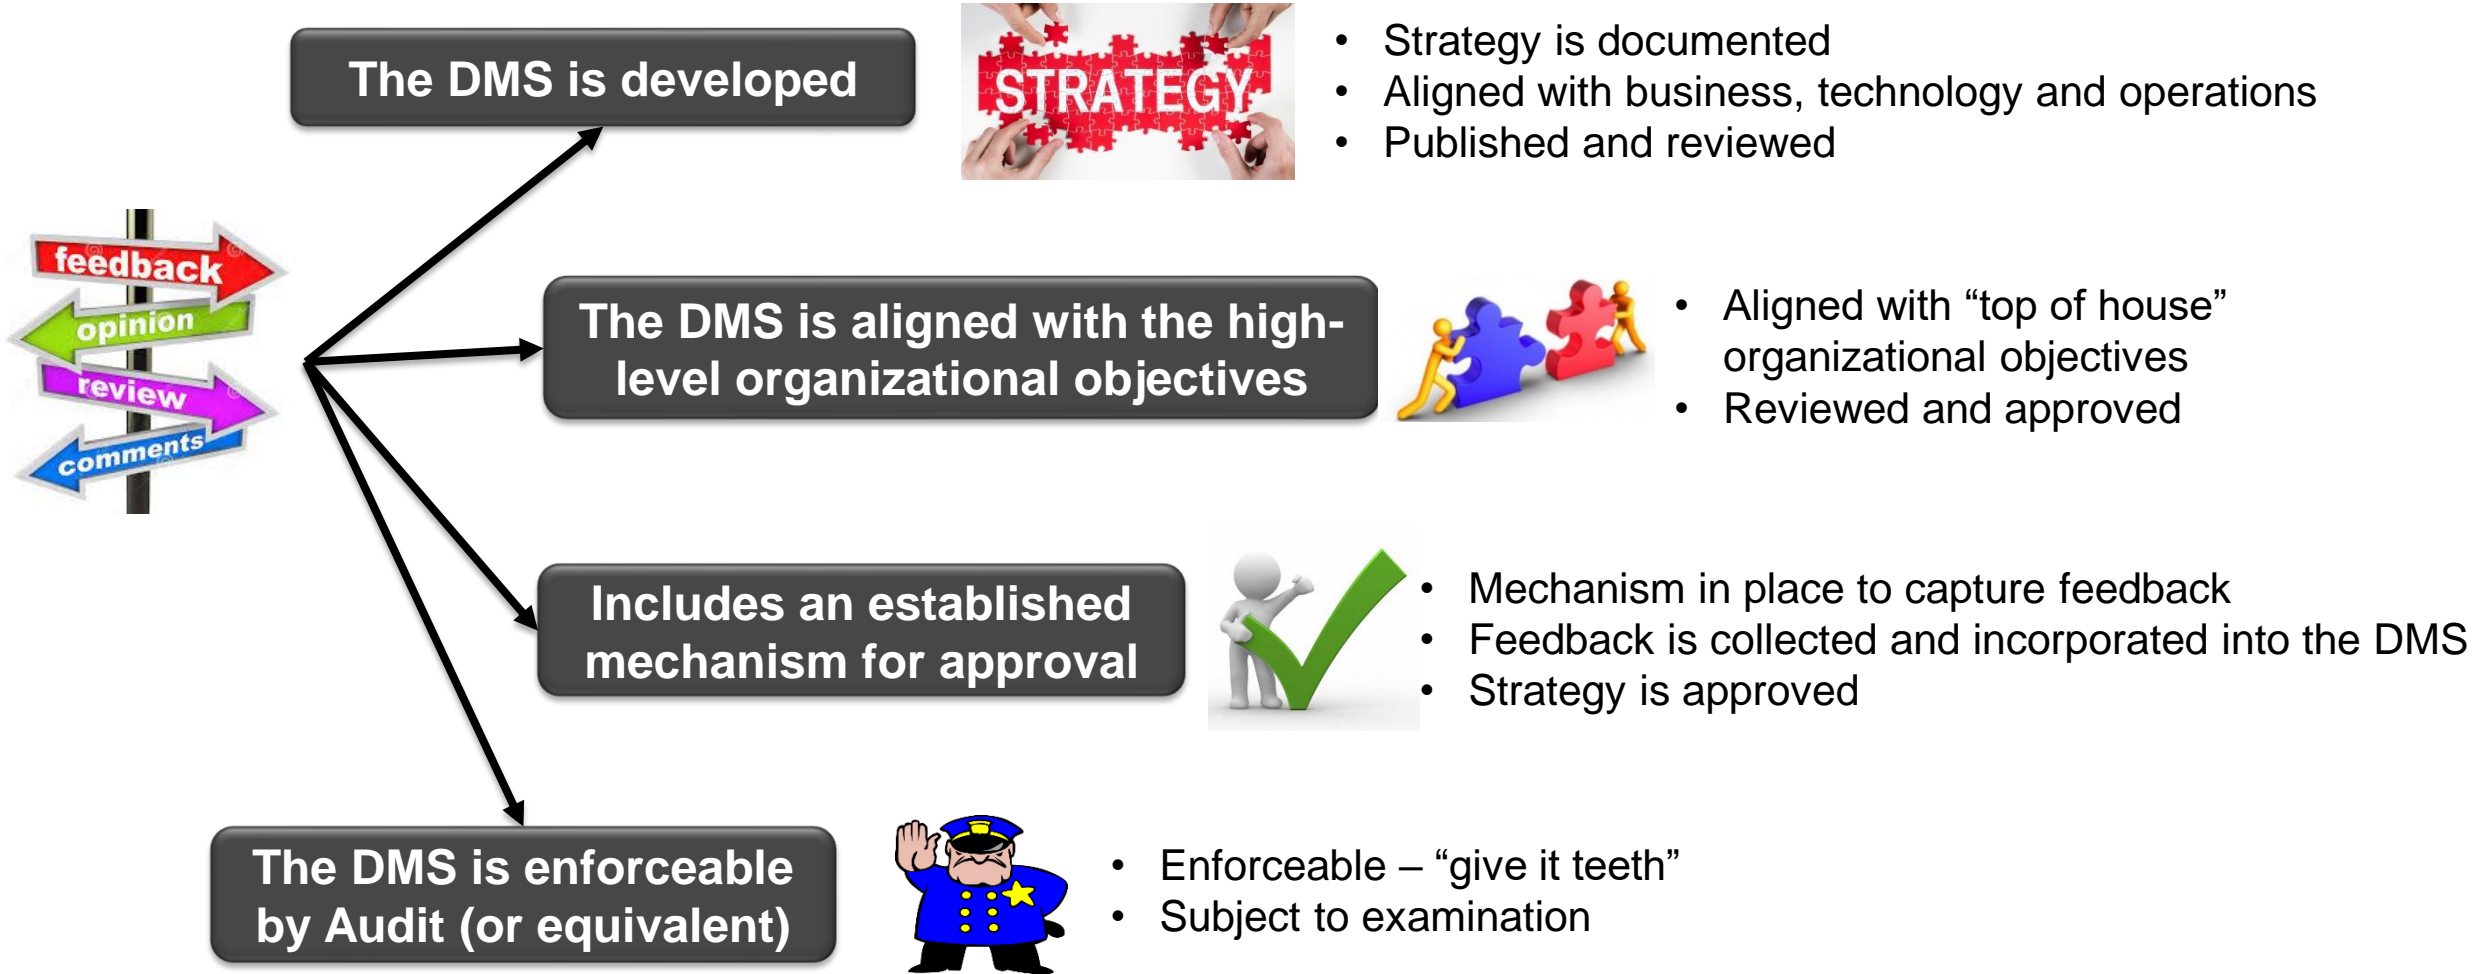 The DMS is developed
STRATEGY
• Strategy is documented
• Aligned with business, technology and operations
• Published and reviewed
feedback
opinion
review
comments
The DMS is aligned with the high-
level organizational objectives
• Aligned with “top of house”
organizational objectives
• Reviewed and approved
Includes an established
mechanism for approval
• Mechanism in place to capture feedback
• Feedback is collected and incorporated into the DMS
• Strategy is approved
The DMS is enforceable
by Audit (or equivalent)
• Enforceable – “give it teeth”
• Subject to examination